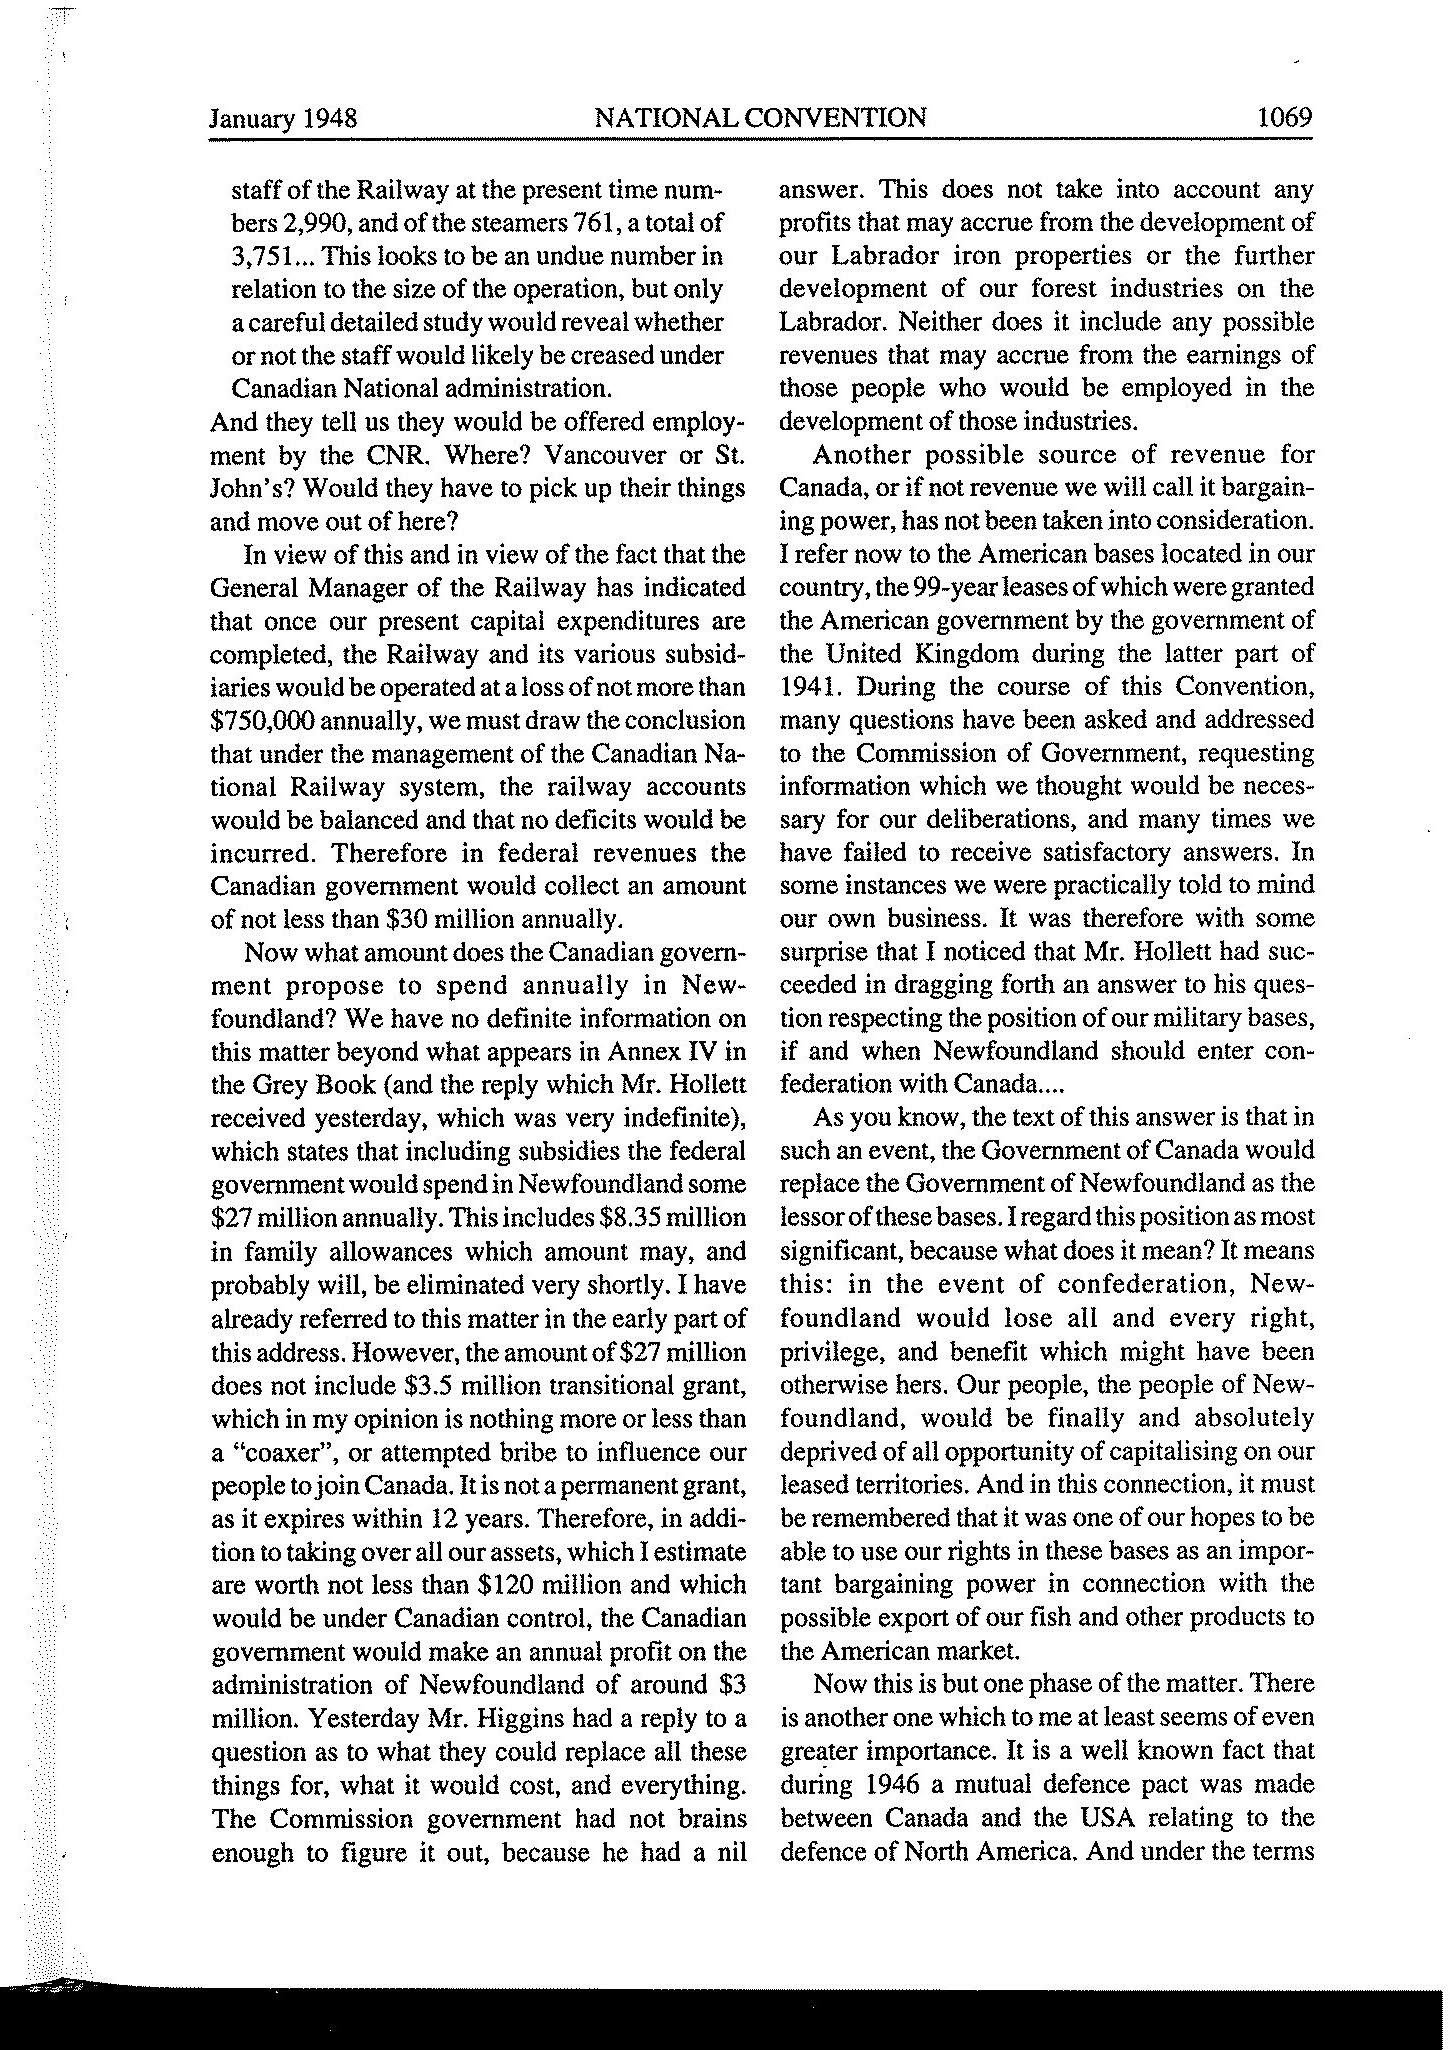 January 1948 NATIONAL CONVENTION 1069
staff of the Railway at the present time num-
bers 2,990, and of the steamers 761, a total of
3,751... This looks to be an undue number in
relation to the size of the operation, but only
a careful detailed study would reveal whether
or not the staff would likely be creased under
Canadian National administration.
And they tell us they would be offered employ-
ment by the CNR. Where? Vancouver or St.
John's? Would they have to pick up their things
and move out of here?
In view of this and in view of the fact that the
General Manager of the Railway has indicated
that once our present capital expenditures are
completed, the Railway and its various subsid-
iaries would be operated at a loss of not more than
$750,000 annually, we must draw the conclusion
that under the management of the Canadian Na-
tional Railway system, the railway accounts
would be balanced and that no deficits would be
incurred. Therefore in federal revenues the
Canadian government would collect an amount
of not less than $30 million annually.
Now what amount does the Canadian govern-
ment propose to spend annually in New-
foundland? We have no definite information on
this matter beyond what appears in Annex IV in
the Grey Book (and the reply which Mr. Hollett
received yesterday, which was very indefinite),
which states that including subsidies the federal
government would spend in Newfoundland some
$27 million annually. This includes $8.35 million
in family allowances which amount may, and
probably will, be eliminated very shortly. I have
already referred to this matter in the early part of
this address. However, the amount of $27 million
does not include $3.5 million transitional grant,
which in my opinion is nothing more or less than
a "coaxer", or attempted bribe to influence our
people to join Canada. It is not a permanent grant,
as it expires within 12 years. Therefore, in addi-
tion to taking over all our assets, which I estimate
are worth not less than $120 million and which
would be under Canadian control, the Canadian
government would make an annual profit on the
administration of Newfoundland of around $3
million. Yesterday Mr. Higgins had a reply to a
question as to what they could replace all these
things for, what it would cost, and everything.
The Commission government had not brains
enough to figure it out, because he had a nil
answer. This does not take into account any
profits that may accrue from the development of
our Labrador iron properties or the further
development of our forest industries on the
Labrador. Neither does it include any possible
revenues that may accrue from the earnings of
those people who would be employed in the
development of those industries.
Another possible source of revenue for
Canada, or if not revenue we will call it bargain-
ing power, has not been taken into consideration.
I refer now to the American bases located in our
country, the 99-year leases of which were granted
the American government by the government of
the United Kingdom during the latter part of
1941. During the course of this Convention,
many questions have been asked and addressed
to the Commission of Government, requesting
information which we thought would be neces-
sary for our deliberations, and many times we
have failed to receive satisfactory answers. In
some instances we were practically told to mind
our own business. It was therefore with some
surprise that I noticed that Mr. Hollett had suc-
ceeded in dragging forth an answer to his ques-
tion respecting the position of our military bases,
if and when Newfoundland should enter con-
federation with Canada....
As you know, the text of this answer is that in
such an event, the Government of Canada would
replace the Government of Newfoundland as the
lessor of these bases. I regard this position as most
significant, because what does it mean? It means
this: in the event of confederation, New-
foundland would lose all and every right,
privilege, and benefit which might have been
otherwise hers. Our people, the people of New-
foundland, would be finally and absolutely
deprived of all opportunity of capitalising on our
leased territories. And in this connection, it must
be remembered that it was one of our hopes to be
able to use our rights in these bases as an impor-
tant bargaining power in connection with the
possible export of our fish and other products to
the American market.
Now this is but one phase of the matter. There
is another one which to me at least seems of even
greater importance. It is a well known fact that
during 1946 a mutual defence pact was made
between Canada and the USA relating to the
defence of North America. And under the terms